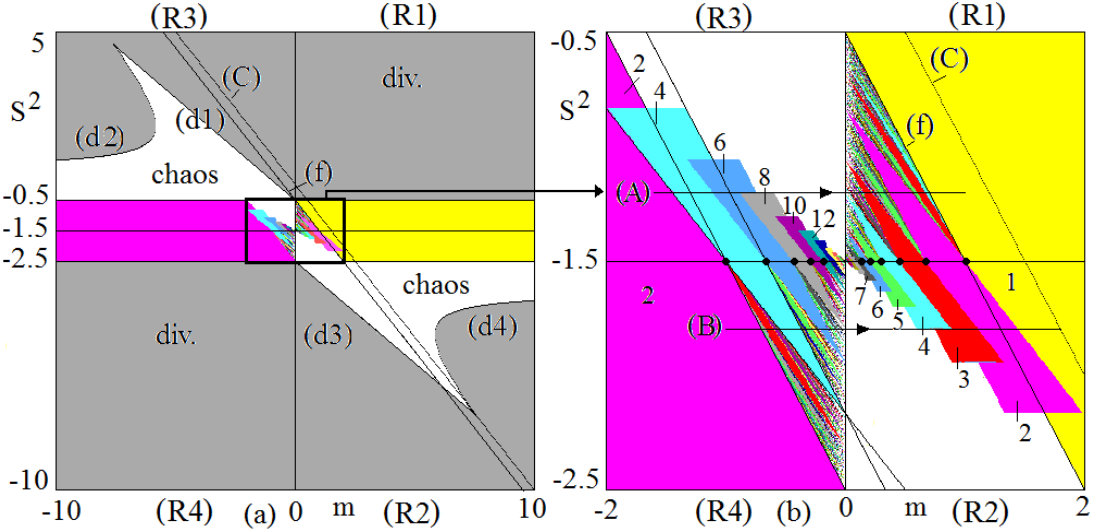 (R3)
(R1)
5
(C)
div.
S²
(d1)
(d2)
chaos
(f)
-0.5
-1.5
-2.5
chaos
div.
(d3)
(d4)
-10
-10
(R4)
(a)
0
m
(R2)
10
(R3)
(R1)
-0.5
2
4
(C)
S²
6
(f)
8
(A)
10
12
-1.5
2
1
7
6
5
(B)
4
3
2
-2.5
-2
(R4)
(b)
0
m
(R2)
2